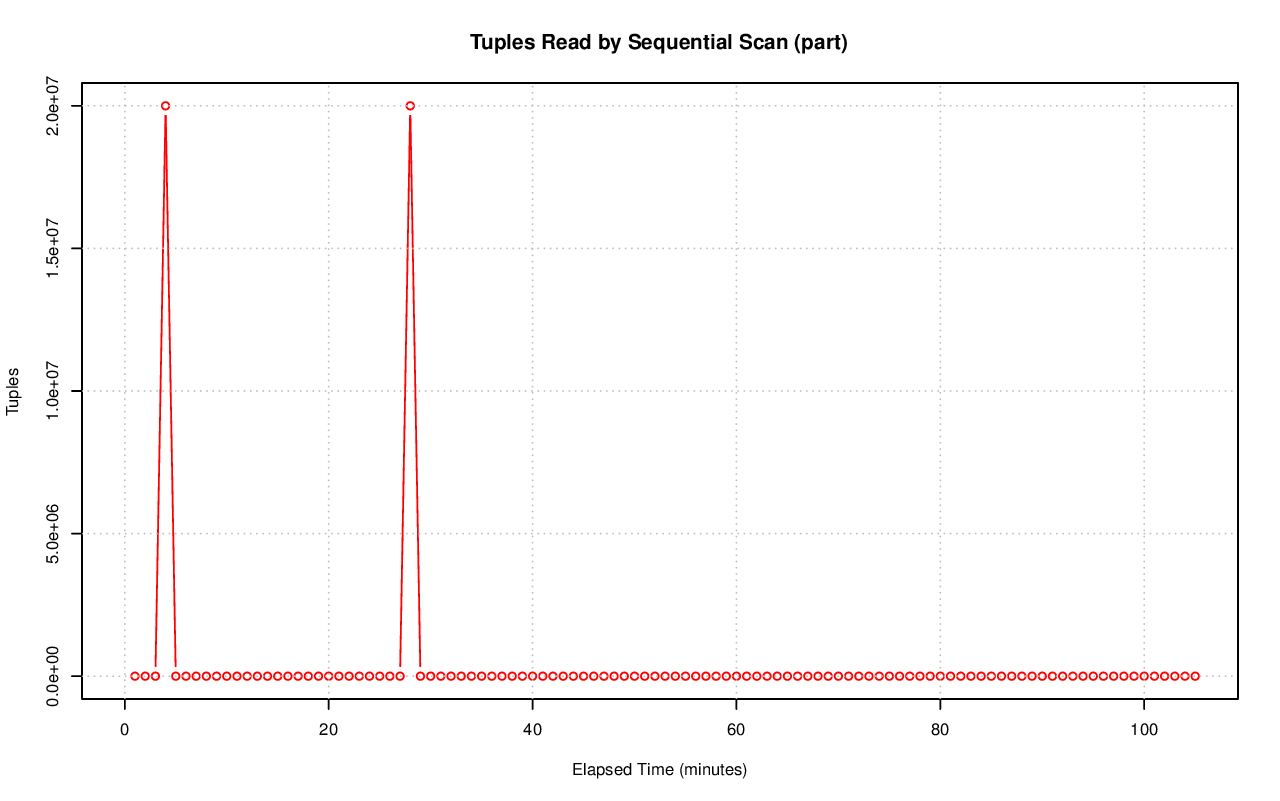 Tuples Read by Sequential Scan (part)
2.0e+07
1.5e+07
1.0e+07
5.0e+06
0.0e+00
Tuples
0 20 40 60 80 100
Elapsed Time (minutes)